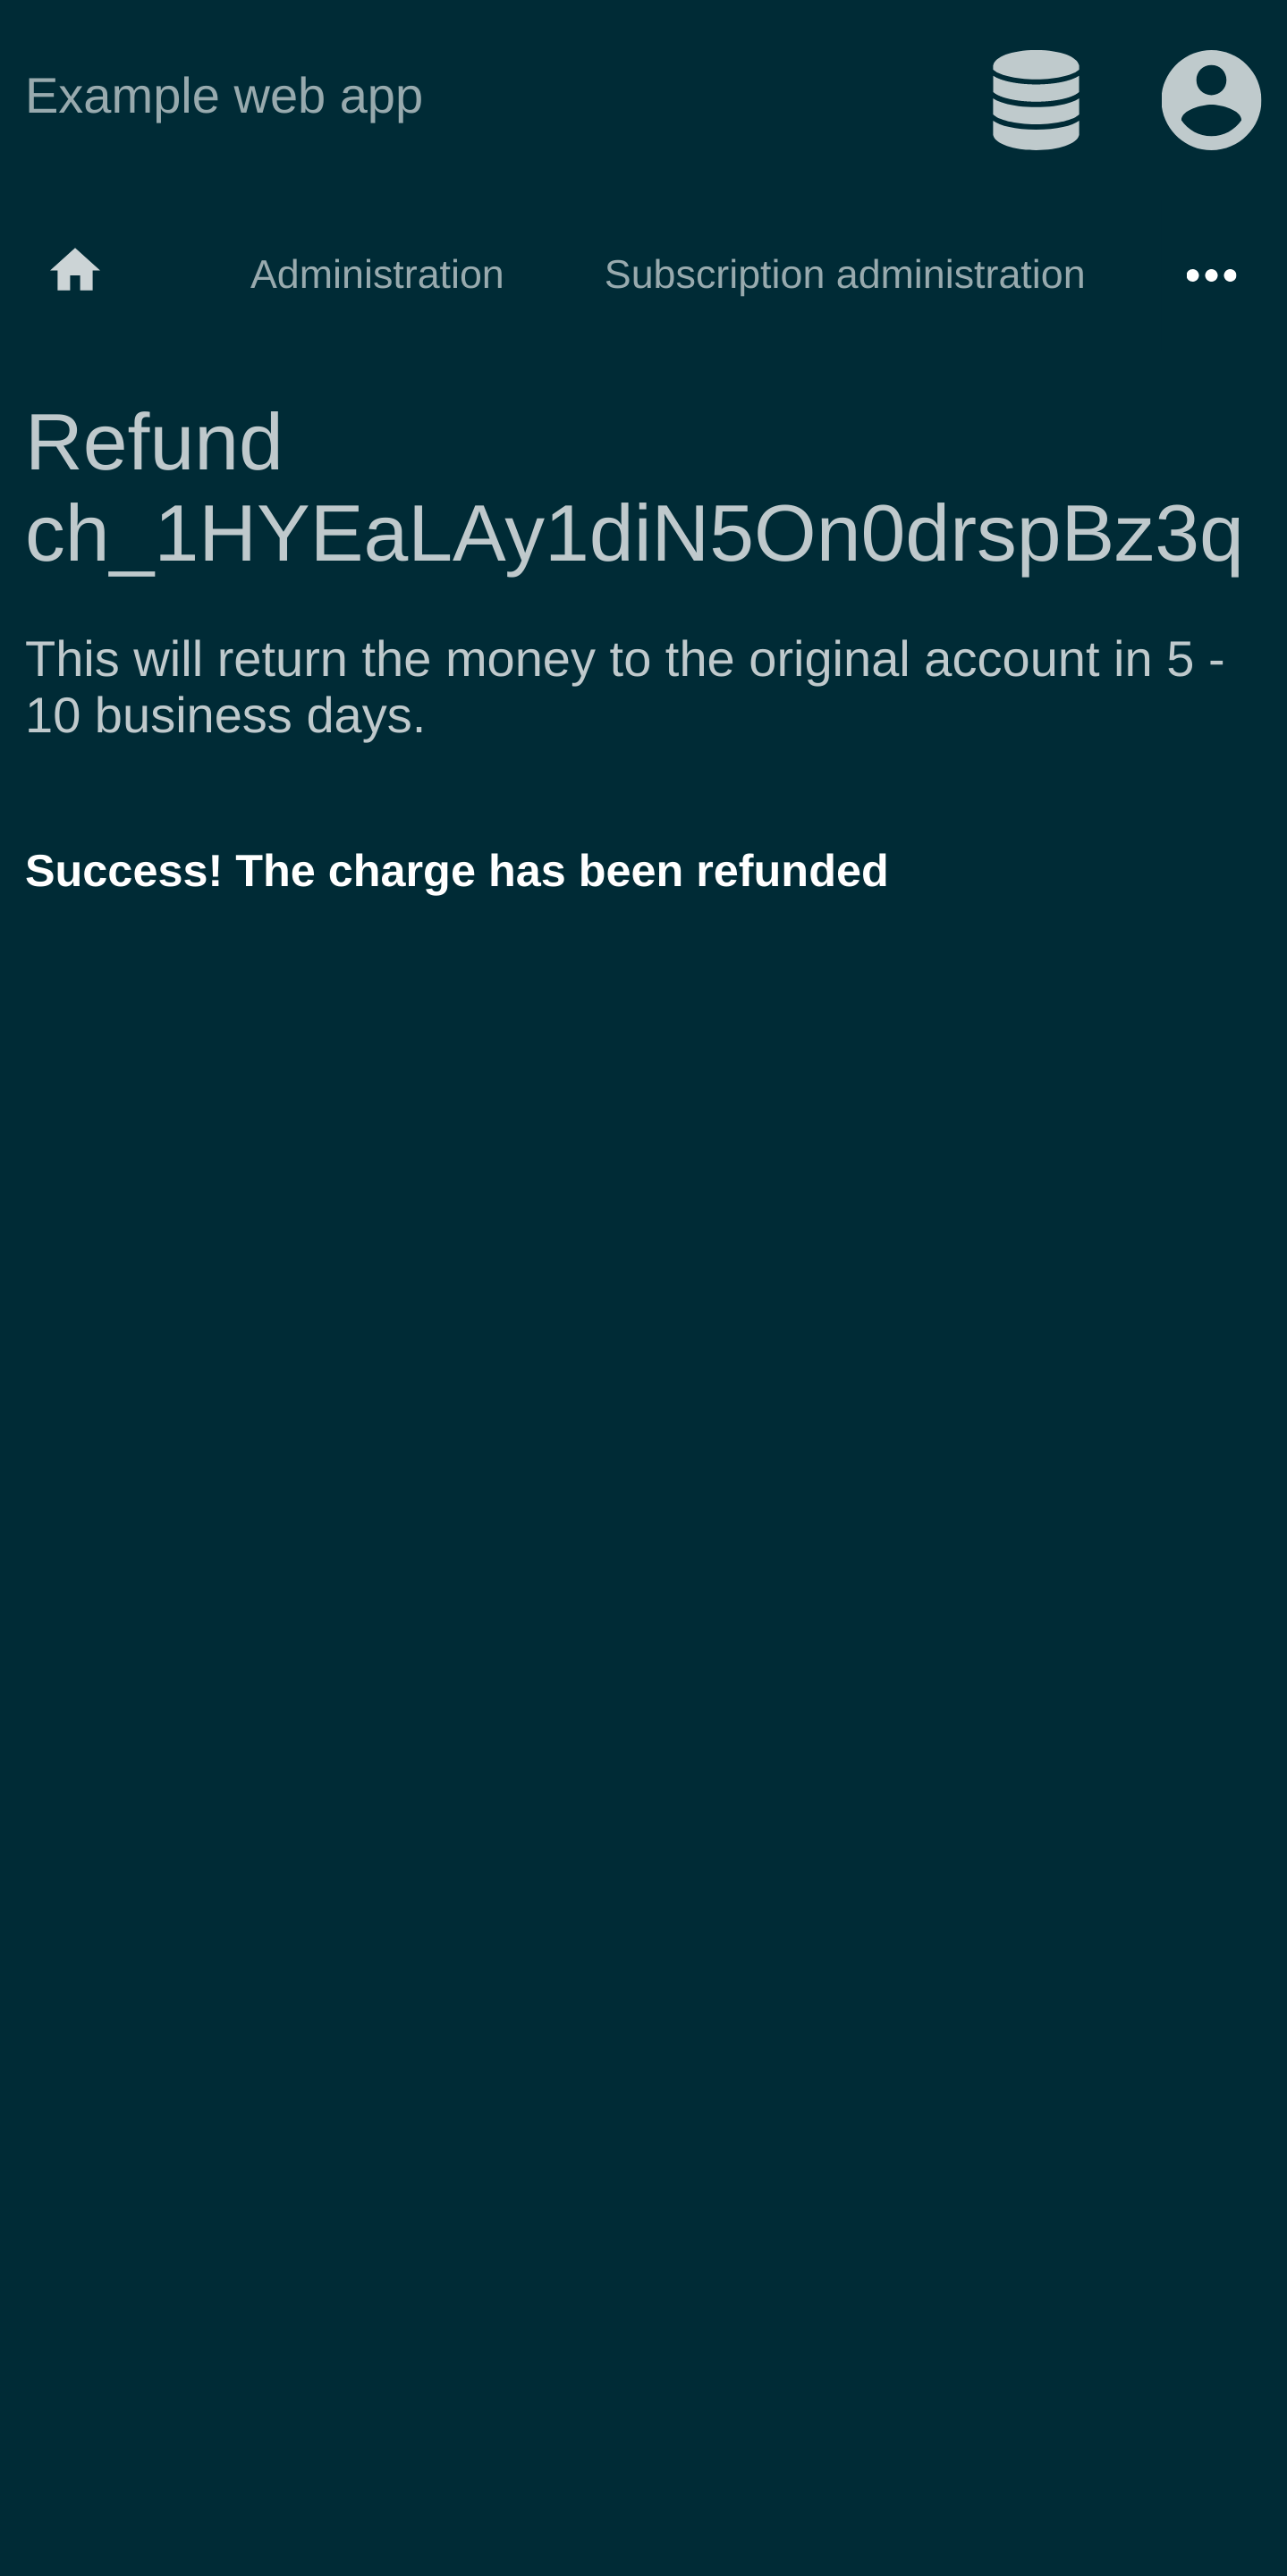 Example web app
Administration
Subscription administration
Refund
ch_1HYEaLAy1diN5On0drspBz3q
This will return the money to the original account in 5 -
10 business days.
Success! The charge has been refunded